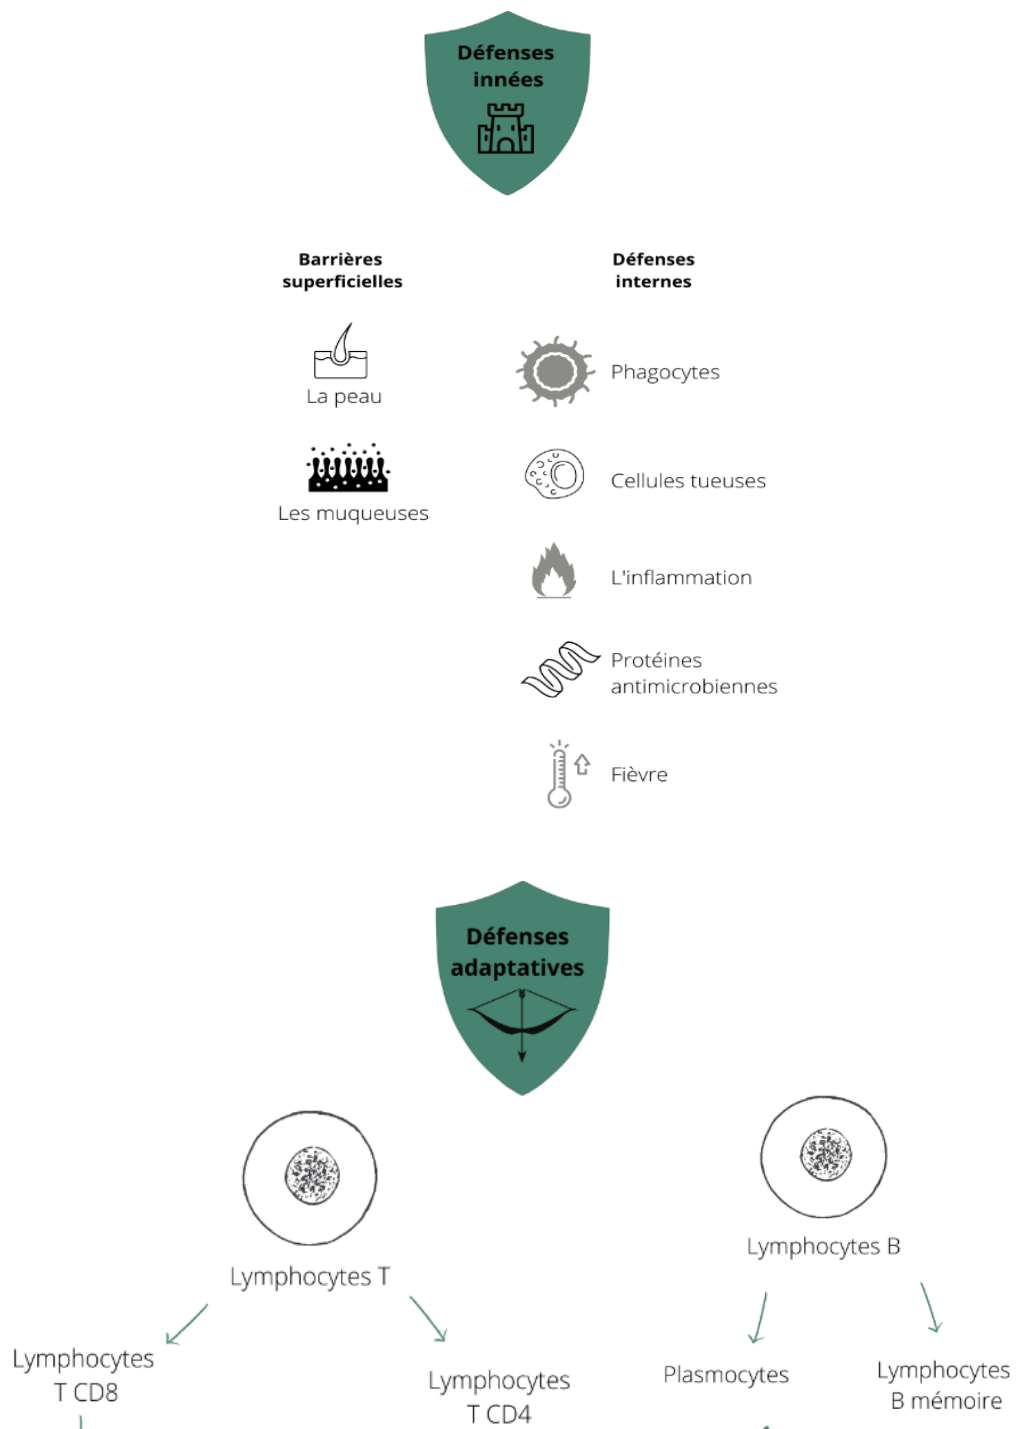 Défenses
innées
Barrières
superficielles
La peau
Les muqueuses
Défenses
internes
Phagocytes
Cellules tueuses
L'inflammation
Protéines
antimicrobiennes
Fièvre
Défenses
adaptatives
Lymphocytes T
Lymphocytes
T CD8
Lymphocytes
T CD4
Lymphocytes B
Plasmocytes
Lymphocytes
B mémoire